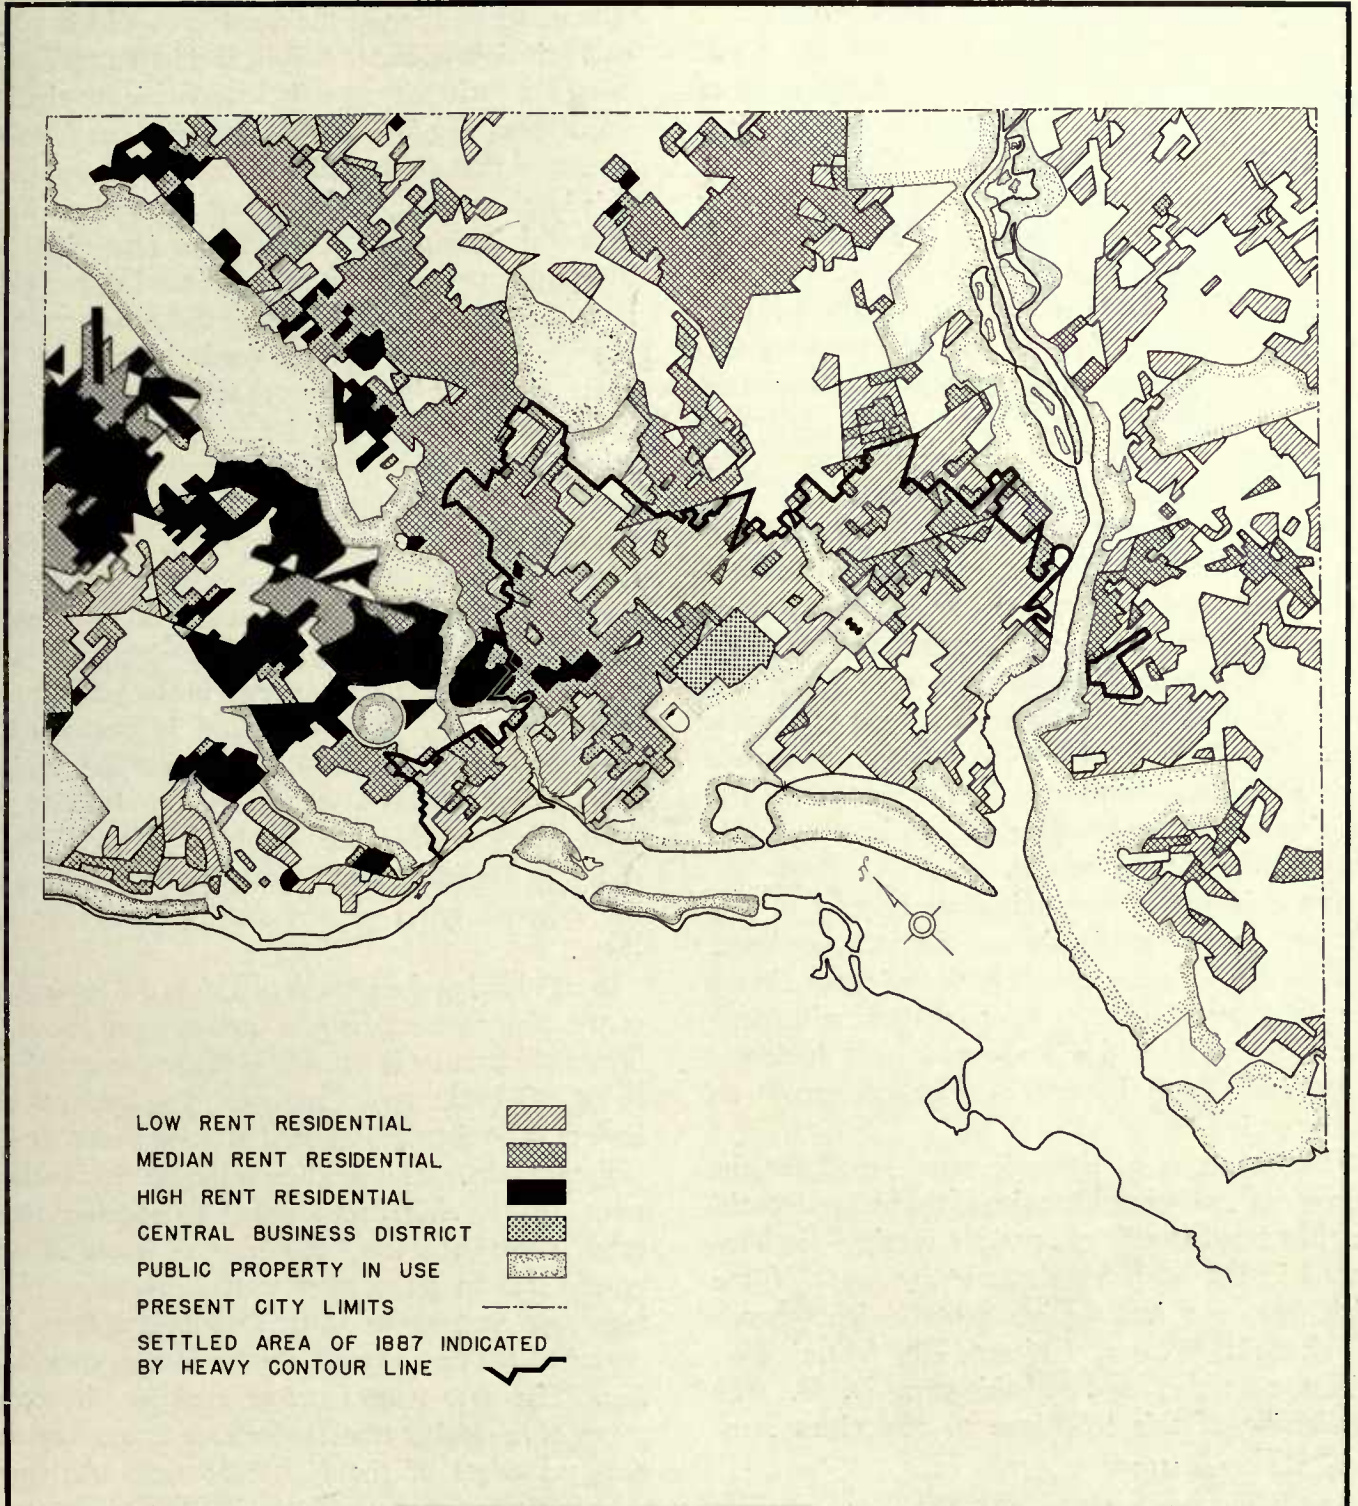 LOW RENT RESIDENTIAL
MEDIAN RENT RESIDENTIAL
HIGH RENT RESIDENTIAL
CENTRAL BUSINESS DISTRICT
PUBLIC PROPERTY IN USE
PRESENT CITY LIMITS
SETTLED AREA OF 1887 INDICATED
BY HEAVY CONTOUR LINE